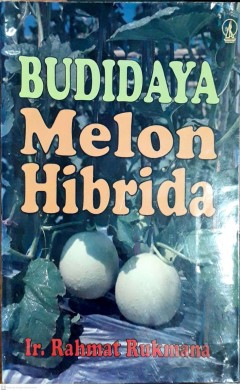 BUDIDAYA
Melon
Hibrida
Ir. Rahmat Rukmana